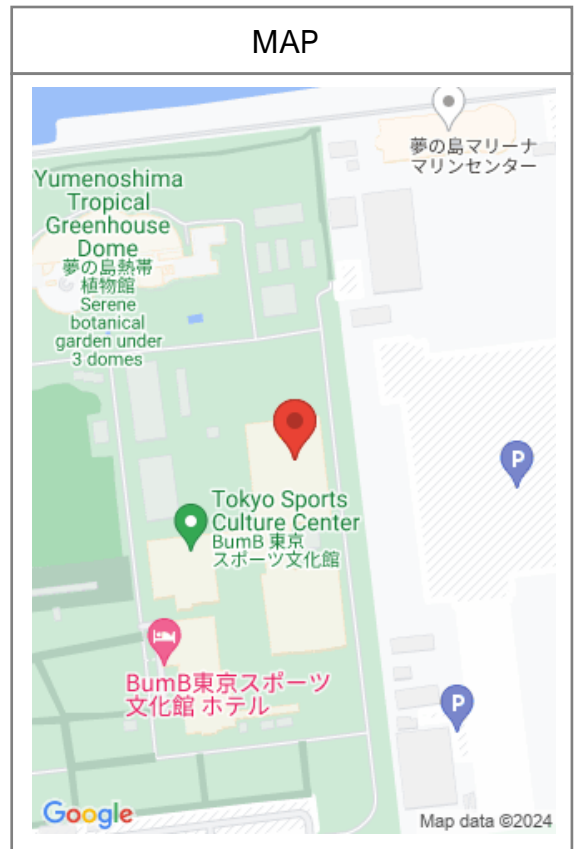 MAP
夢の島マリーナ
マリンセンター
Yumenoshima
Tropical
Greenhouse
Dome
夢の島熱帯
植物館
Serene
botanical
garden under
3 domes
P
Tokyo Sports
Culture Center
BumB 東京
スポーツ文化館
BumB東京スポーツ
文化館 ホテル
P
Google
Map data ©2024